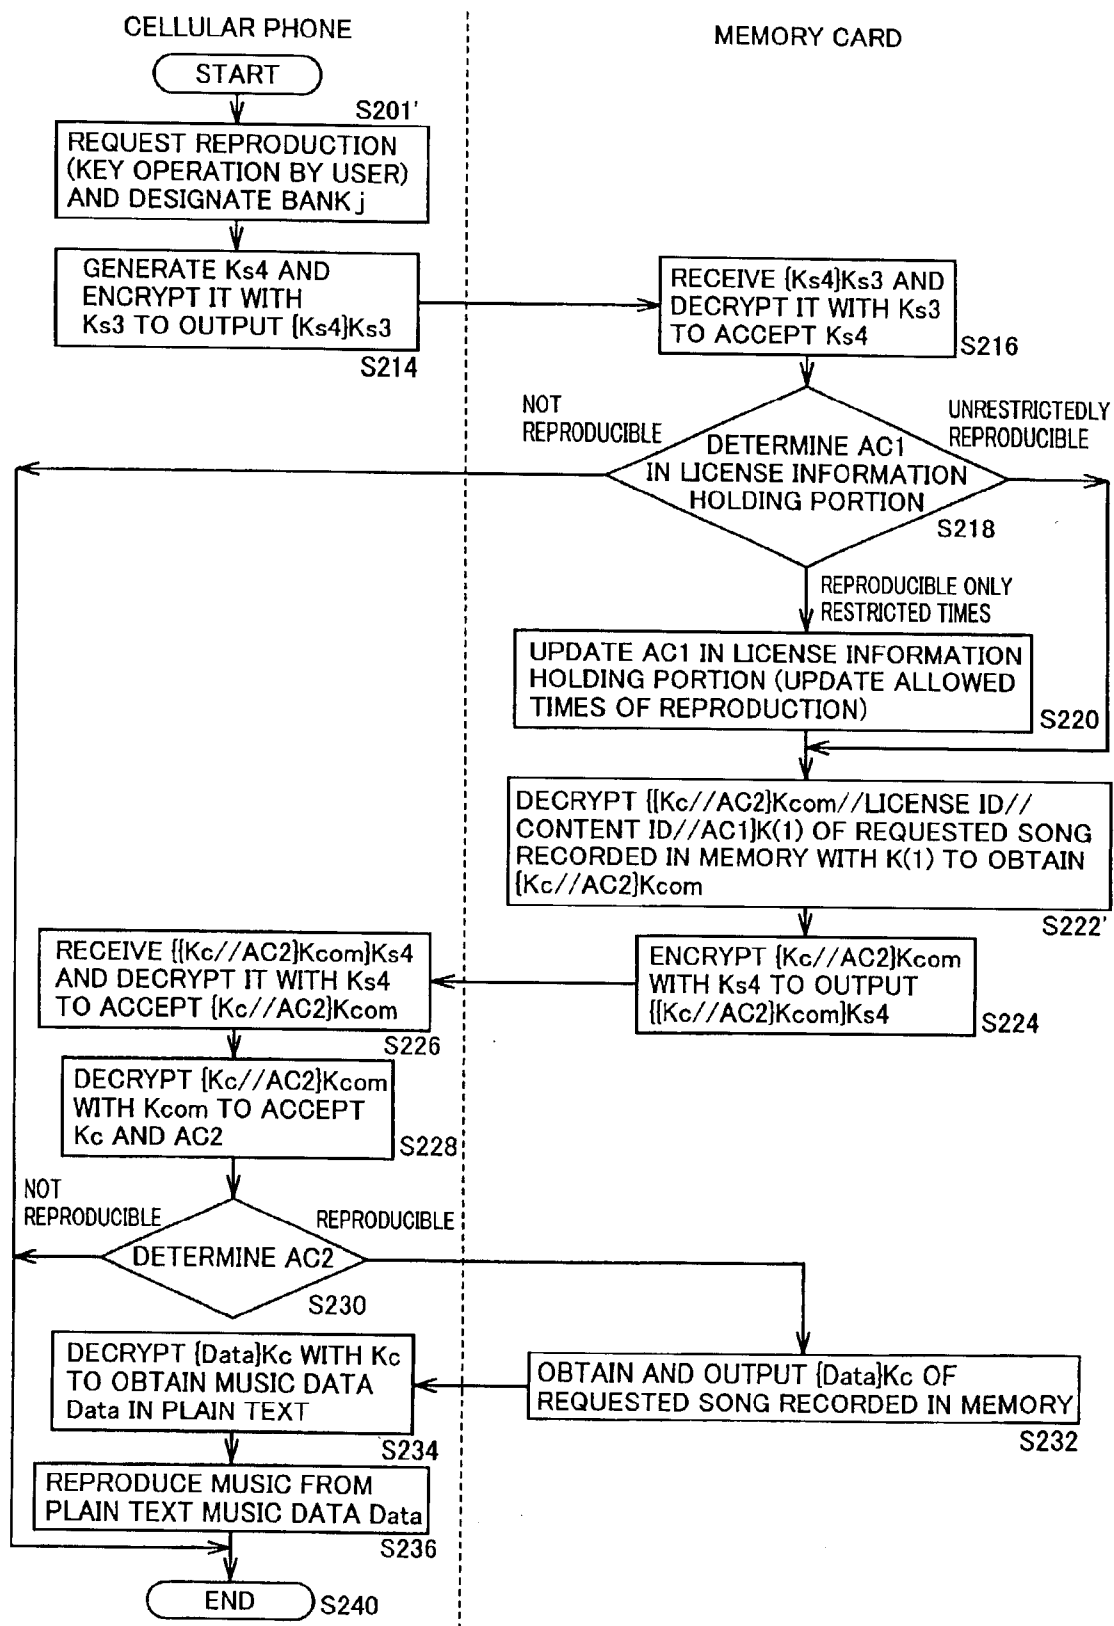 CELLULAR PHONE
MEMORY CARD
START
S201'
REQUEST REPRODUCTION
(KEY OPERATION BY USER)
AND DESIGNATE BANK j
GENERATE Ks4 AND
ENCRYPT IT WITH
Ks3 TO OUTPUT {Ks4}Ks3
S214
RECEIVE {Ks4}Ks3 AND
DECRYPT IT WITH Ks3
TO ACCEPT Ks4
S216
NOT
REPRODUCIBLE
UNRESTRICTEDLY
REPRODUCIBLE
DETERMINE AC1
IN LICENSE INFORMATION
HOLDING PORTION
S218
REPRODUCIBLE ONLY
RESTRICTED TIMES
UPDATE AC1 IN LICENSE INFORMATION
HOLDING PORTION (UPDATE ALLOWED
TIMES OF REPRODUCTION)
S220
DECRYPT {{Kc//AC2}Kcom//LICENSE ID//
CONTENT ID//AC1}K(1) OF REQUESTED SONG
RECORDED IN MEMORY WITH K(1) TO OBTAIN
{Kc//AC2}Kcom
S222'
ENCRYPT {Kc//AC2}Kcom
WITH Ks4 TO OUTPUT
{{Kc//AC2}Kcom}Ks4
S224
RECEIVE {{Kc//AC2}Kcom}Ks4
AND DECRYPT IT WITH Ks4
TO ACCEPT {Kc//AC2}Kcom
S226
DECRYPT {Kc//AC2}Kcom
WITH Kcom TO ACCEPT
Kc AND AC2
S228
NOT
REPRODUCIBLE
REPRODUCIBLE
DETERMINE AC2
S230
OBTAIN AND OUTPUT {Data}Kc OF
REQUESTED SONG RECORDED IN MEMORY
S232
DECRYPT {Data}Kc WITH Kc
TO OBTAIN MUSIC DATA
Data IN PLAIN TEXT
S234
REPRODUCE MUSIC FROM
PLAIN TEXT MUSIC DATA Data
S236
END
S240